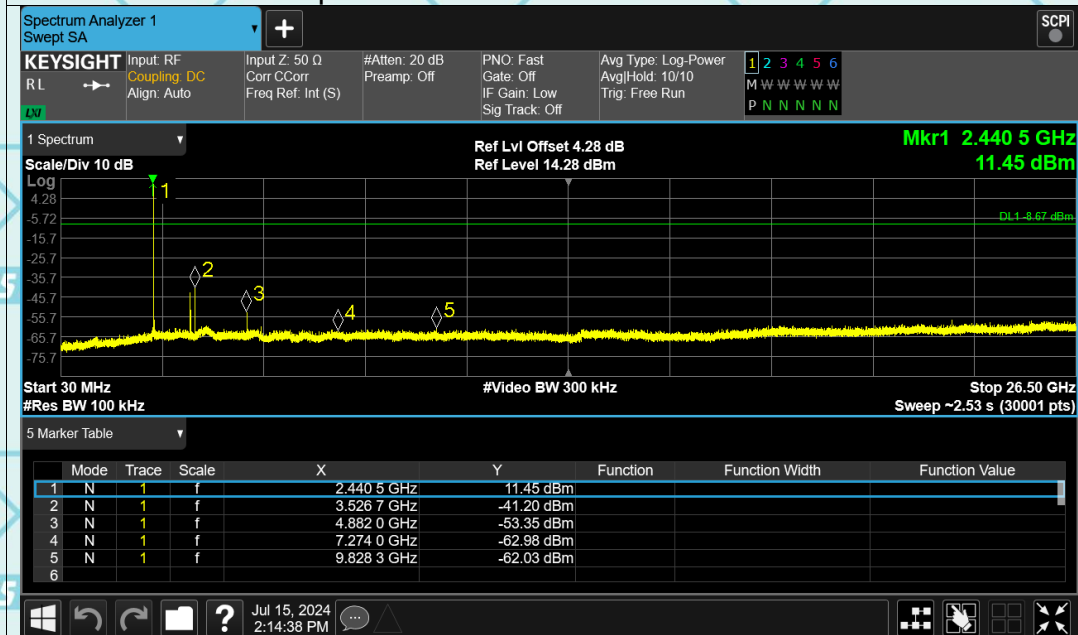 Spectrum Analyzer 1
Swept SA
+
SCPI
KEYSIGHT
RL
LXI
Input: RF
Coupling: DC
Align: Auto
Input Z: 50 Ω
Corr CCorr
Freq Ref: Int (S)
#Atten: 20 dB
Preamp: Off
PNO: Fast
Gate: Off
IF Gain: Low
Sig Track: Off
Avg Type: Log-Power
Avg|Hold: 10/10
Trig: Free Run
1 2 3 4 5 6
M W W W W W
P N N N N N
1 Spectrum
Scale/Div 10 dB
Ref Lvl Offset 4.28 dB
Ref Level 14.28 dBm
Mkr1 2.440 5 GHz
11.45 dBm
Log
4.28
-5.72
-15.7
-25.7
-35.7
-45.7
-55.7
-65.7
-75.7
1
2
3
4
5
DL1 -8.67 dBm
Start 30 MHz
#Video BW 300 kHz
Stop 26.50 GHz
#Res BW 100 kHz
Sweep ~2.53 s (30001 pts)
5 Marker Table
Mode Trace Scale X Y Function Function Width Function Value
1 N 1 f 2.440 5 GHz 11.45 dBm
2 N 1 f 3.526 7 GHz -41.20 dBm
3 N 1 f 4.882 0 GHz -53.35 dBm
4 N 1 f 7.274 0 GHz -62.98 dBm
5 N 1 f 9.828 3 GHz -62.03 dBm
6
?
Jul 15, 2024
2:14:38 PM